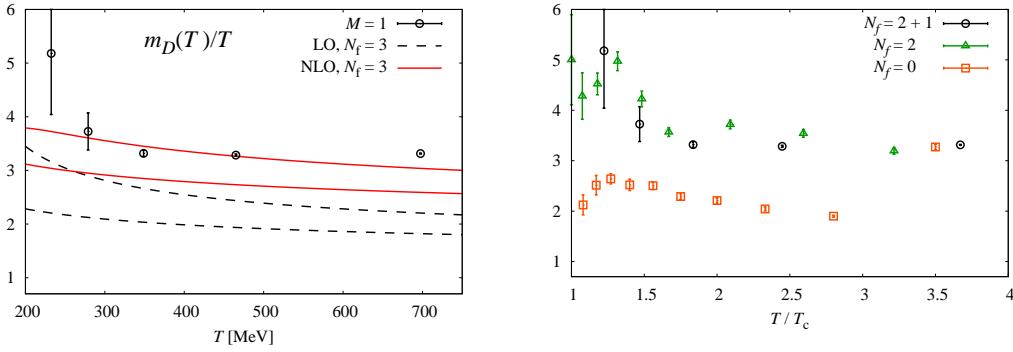 6
5
4
3
2
1
200 300 400 500 600 700
T [MeV]
m_D(T)/T
M = 1
LO, N_f = 3
NLO, N_f = 3
6
5
4
3
2
1
1 1.5 2 2.5 3 3.5 4
T / T_c
N_f = 2 + 1
N_f = 2
N_f = 0